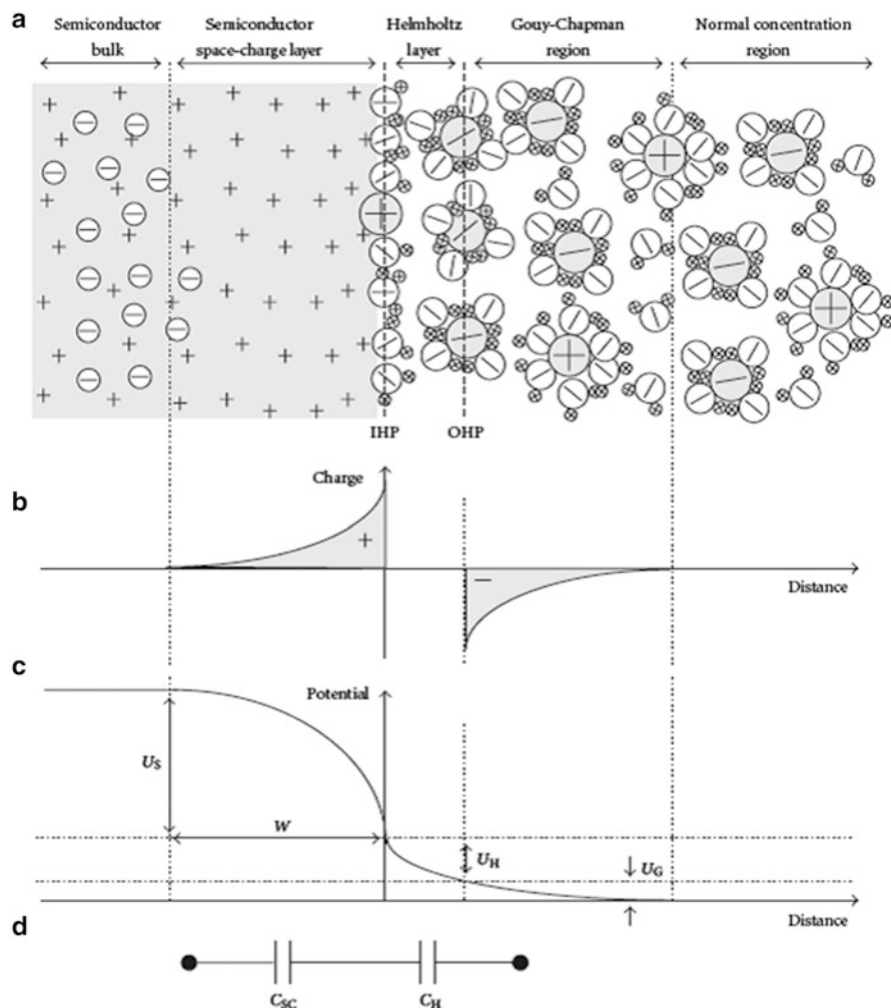 a
Semiconductor bulk
Semiconductor space-charge layer
Helmholtz layer
Gouy-Chapman region
Normal concentration region
IHP
OHP
b
Charge
+
−
Distance
c
Potential
U_S
W
U_H
U_G
Distance
d
C_SC
C_H